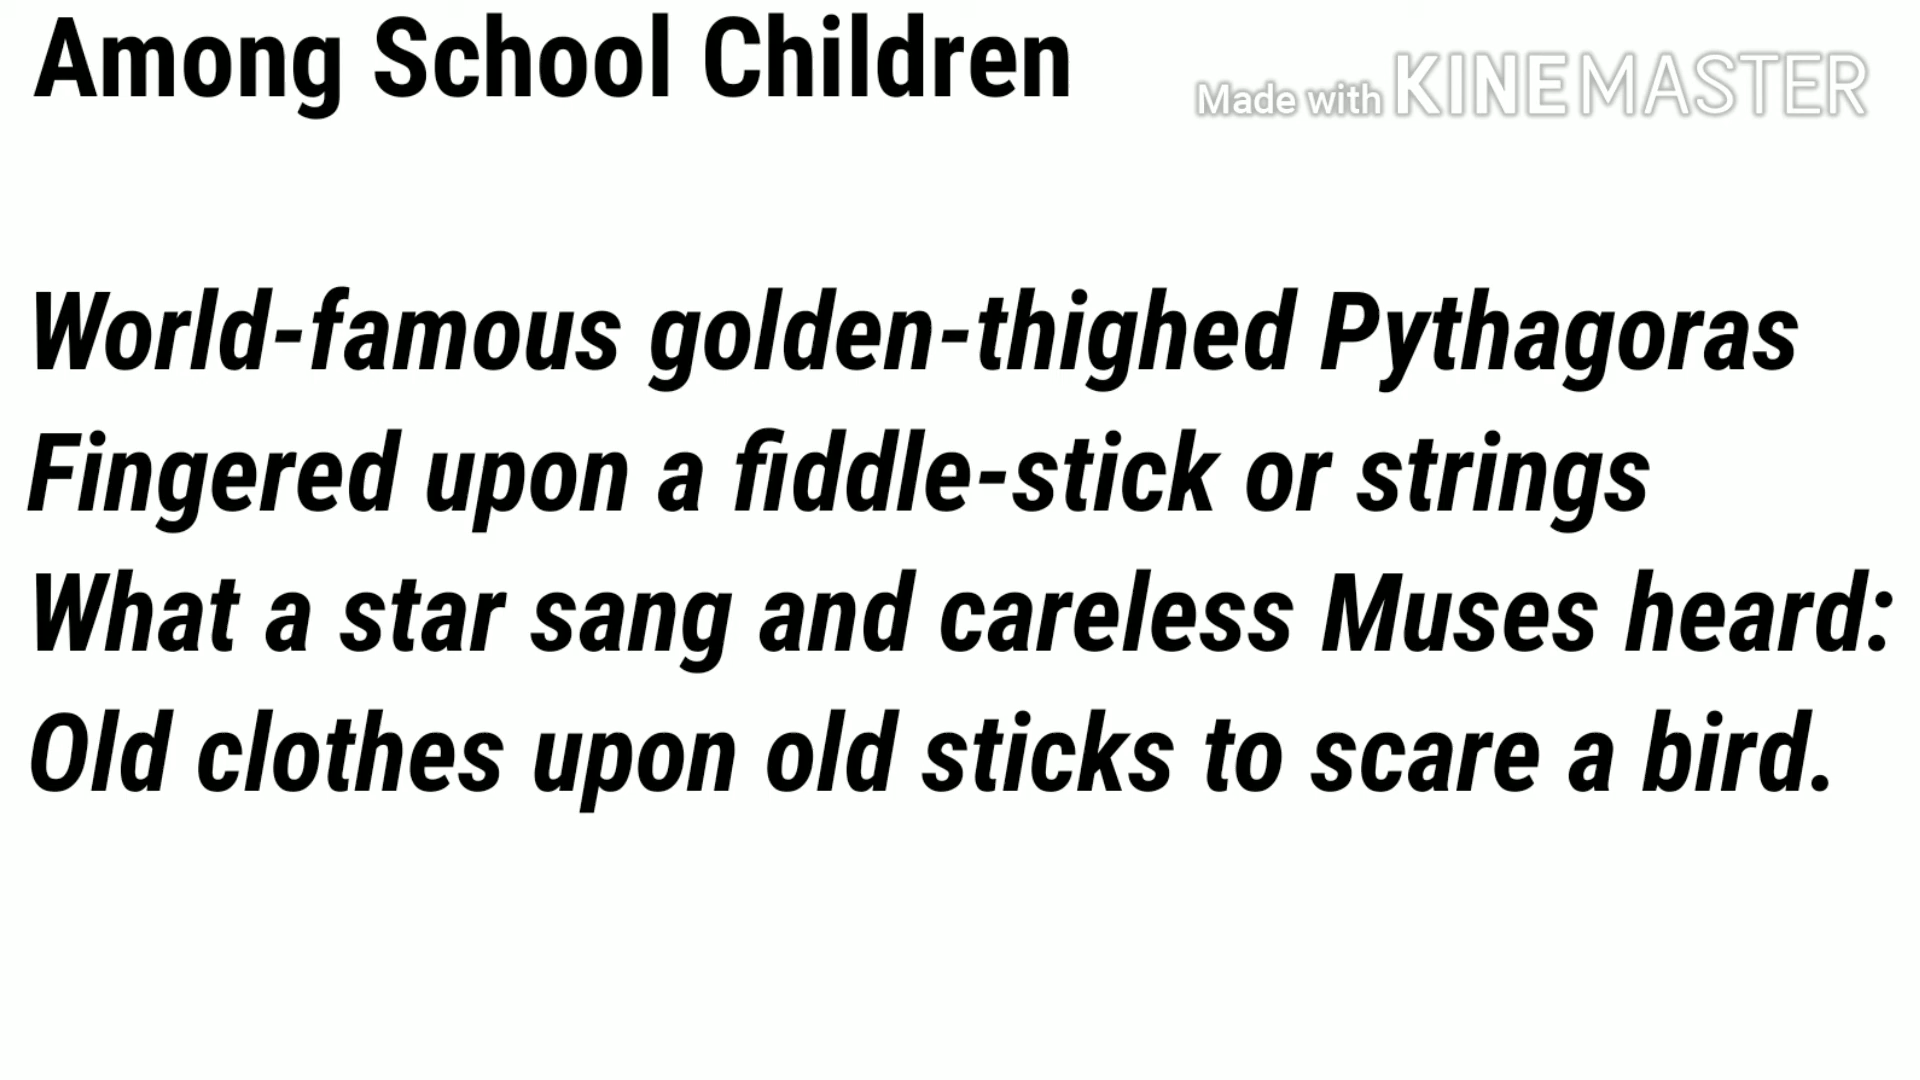 Among School Children
Made with KINEMASTER
World-famous golden-thighed Pythagoras
Fingered upon a fiddle-stick or strings
What a star sang and careless Muses heard:
Old clothes upon old sticks to scare a bird.